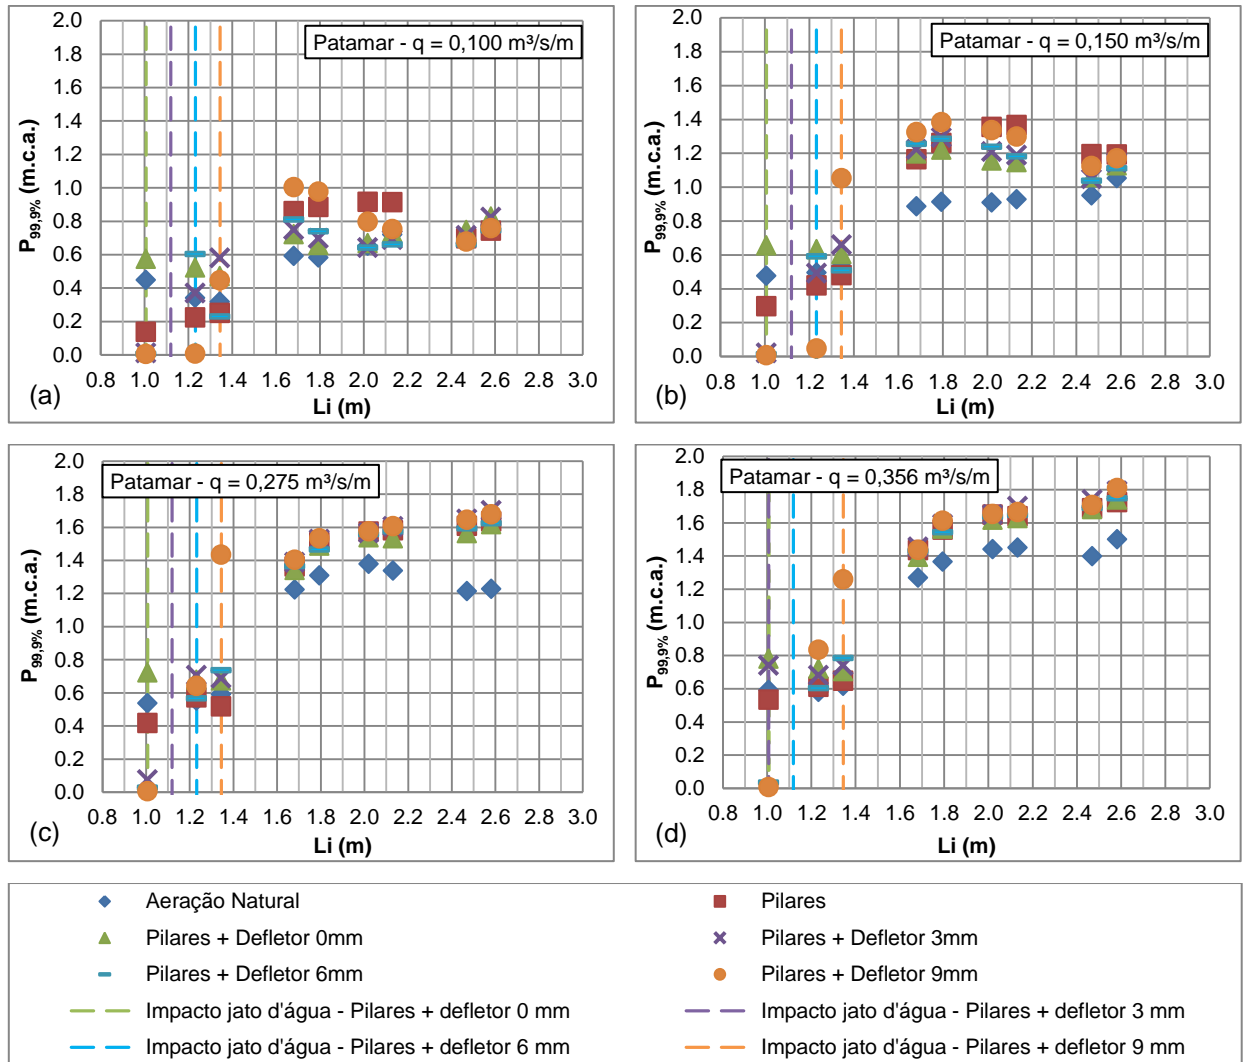 Patamar - q = 0,100 m³/s/m
P99,9% (m.c.a.)
2.0
1.8
1.6
1.4
1.2
1.0
0.8
0.6
0.4
0.2
0.0
0.8 1.0 1.2 1.4 1.6 1.8 2.0 2.2 2.4 2.6 2.8 3.0
(a)
Li (m)
Patamar - q = 0,150 m³/s/m
P99,9% (m.c.a.)
2.0
1.8
1.6
1.4
1.2
1.0
0.8
0.6
0.4
0.2
0.0
0.8 1.0 1.2 1.4 1.6 1.8 2.0 2.2 2.4 2.6 2.8 3.0
(b)
Li (m)
Patamar - q = 0,275 m³/s/m
P99,9% (m.c.a.)
2.0
1.8
1.6
1.4
1.2
1.0
0.8
0.6
0.4
0.2
0.0
0.8 1.0 1.2 1.4 1.6 1.8 2.0 2.2 2.4 2.6 2.8 3.0
(c)
Li (m)
Patamar - q = 0,356 m³/s/m
P99,9% (m.c.a.)
2.0
1.8
1.6
1.4
1.2
1.0
0.8
0.6
0.4
0.2
0.0
0.8 1.0 1.2 1.4 1.6 1.8 2.0 2.2 2.4 2.6 2.8 3.0
(d)
Li (m)
Aeração Natural
Pilares
Pilares + Defletor 0mm
Pilares + Defletor 3mm
Pilares + Defletor 6mm
Pilares + Defletor 9mm
Impacto jato d'água - Pilares + defletor 0 mm
Impacto jato d'água - Pilares + defletor 3 mm
Impacto jato d'água - Pilares + defletor 6 mm
Impacto jato d'água - Pilares + defletor 9 mm